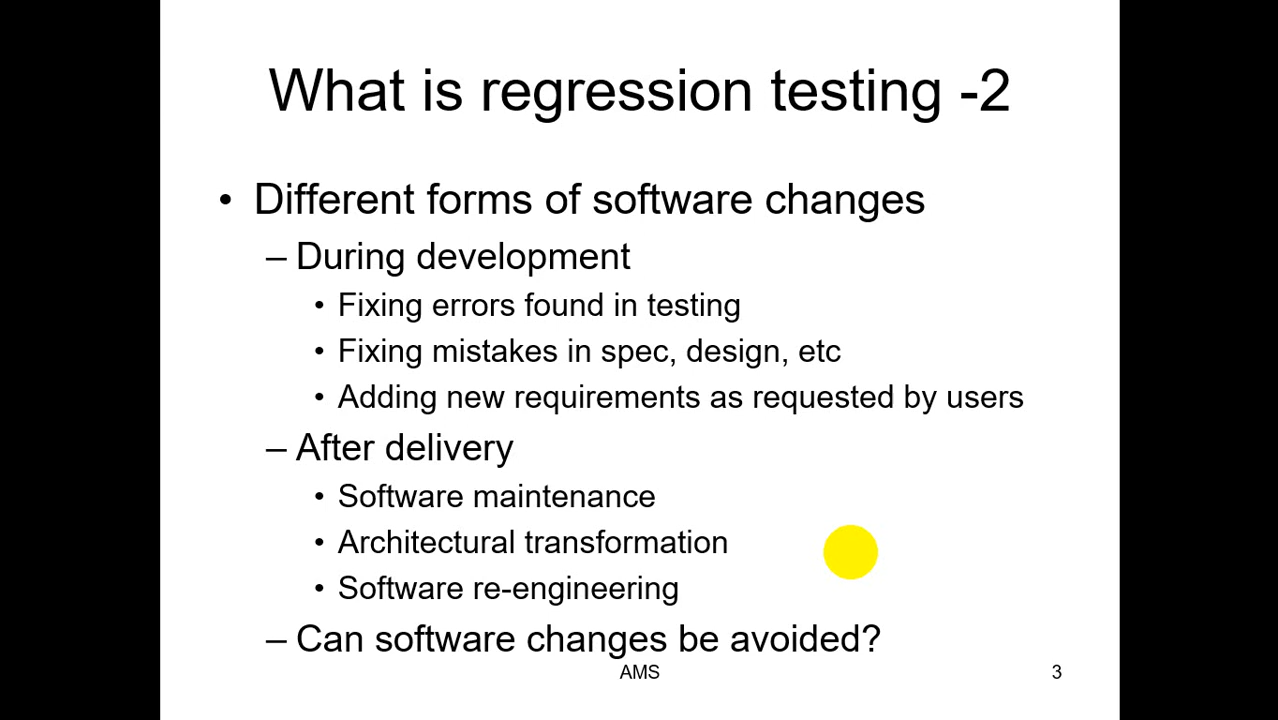 What is regression testing -2
• Different forms of software changes
– During development
• Fixing errors found in testing
• Fixing mistakes in spec, design, etc
• Adding new requirements as requested by users
– After delivery
• Software maintenance
• Architectural transformation
• Software re-engineering
– Can software changes be avoided?
AMS
3